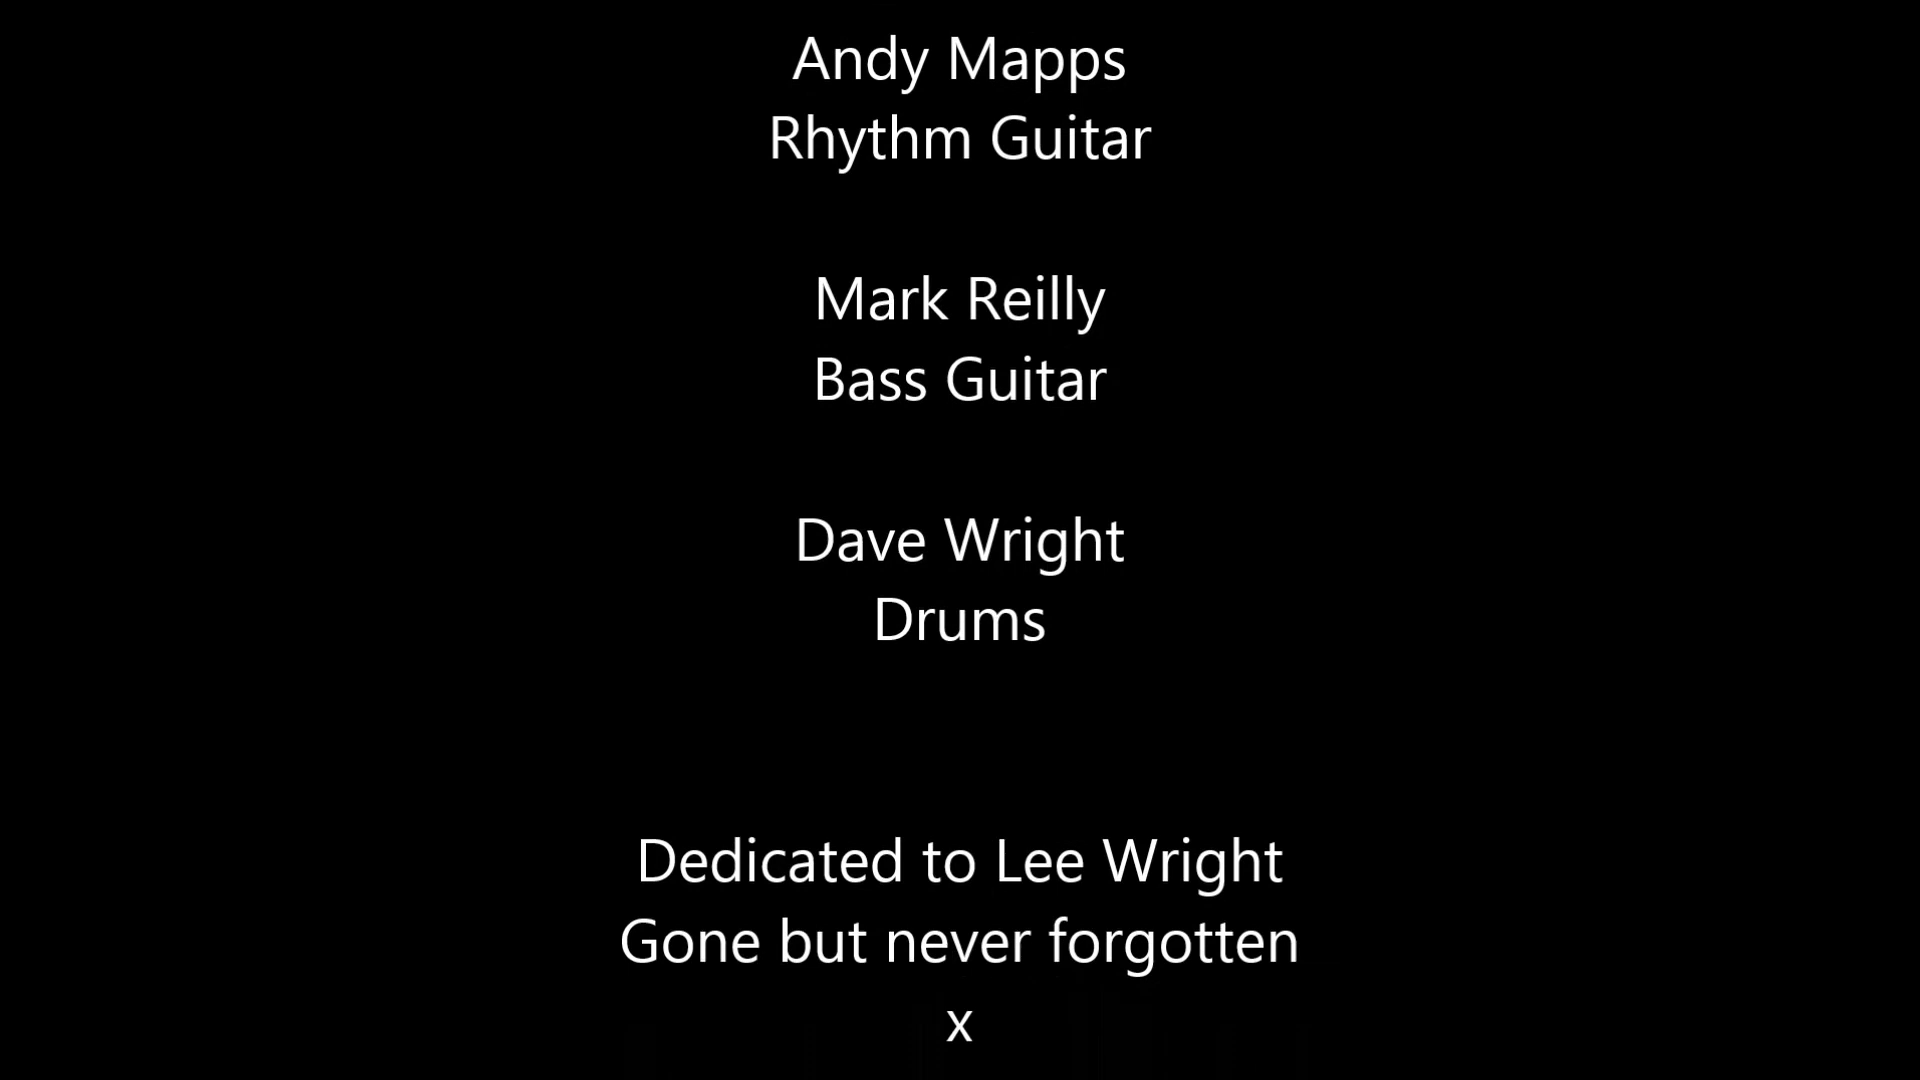 Andy Mapps
Rhythm Guitar
Mark Reilly
Bass Guitar
Dave Wright
Drums
Dedicated to Lee Wright
Gone but never forgotten
x